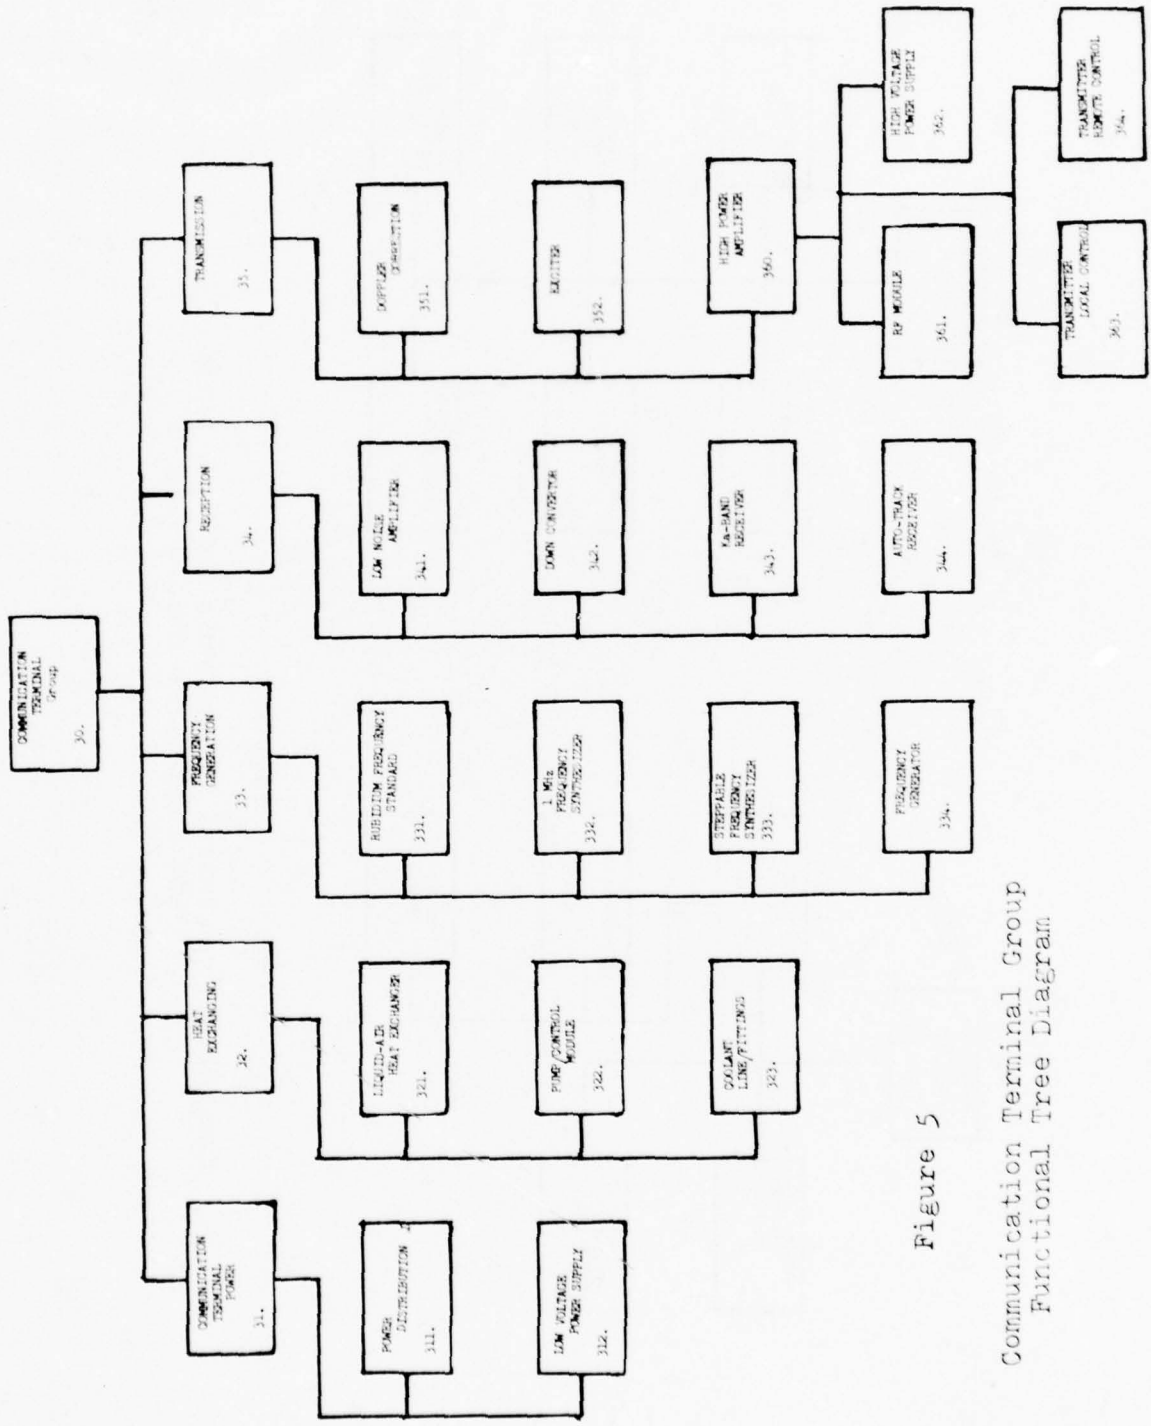 COMMUNICATION
TERMINAL
Group
30.
COMMUNICATION
TERMINAL
POWER
31.
HEAT
EXCHANGING
32.
FREQUENCY
GENERATION
33.
RECEPTION
34.
TRANSMISSION
35.
POWER
DISTRIBUTION
311.
LIQUID-AIR
HEAT EXCHANGER
321.
RUBIDIUM FREQUENCY
STANDARD
331.
LOW NOISE
AMPLIFIER
341.
DOPPLER
CORRECTION
351.
LOW VOLTAGE
POWER SUPPLY
312.
PUMP/CONTROL
MODULE
322.
1 MHz
FREQUENCY
SYNTHESIZER
332.
DOWN CONVERTOR
342.
EXCITER
352.
COOLANT
LINE/FITTINGS
323.
STEPPABLE
FREQUENCY
SYNTHESIZER
333.
Ka-BAND
RECEIVER
343.
HIGH POWER
AMPLIFIER
360.
FREQUENCY
GENERATOR
334.
AUTO-TRACK
RECEIVER
344.
RF MODULE
361.
HIGH VOLTAGE
POWER SUPPLY
362.
TRANSMITTER
LOCAL CONTROL
363.
TRANSMITTER
REMOTE CONTROL
364.
Figure 5
Communication Terminal Group
Functional Tree Diagram